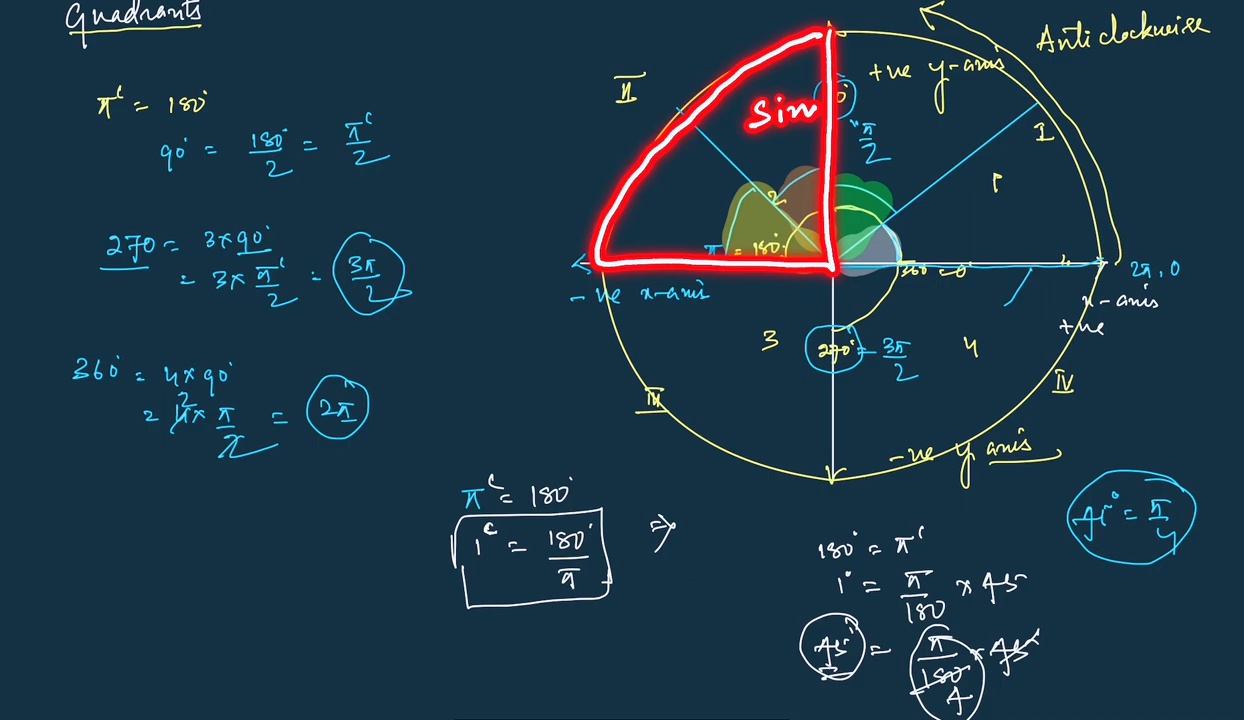 Quadrants
π^c = 180°
90° = 180°/2 = π^c/2
270 = 3×90°
= 3× π^c/2 = 3π/2
360° = 4×90°
= 4× π/2 = 2π
2
π^c = 180°
1^c = 180°/π ⇒
Anticlockwise
+ve y-axis
II
I
Sin
π/2
1
2
π = 180°
360 = 0°
2π, 0
-ve x-axis
x-axis
+ve
3
270° = 3π/2
4
III
IV
-ve y axis
45° = π/4
180° = π^c
1° = π/180 × 45
45° = π/180 × 45
4